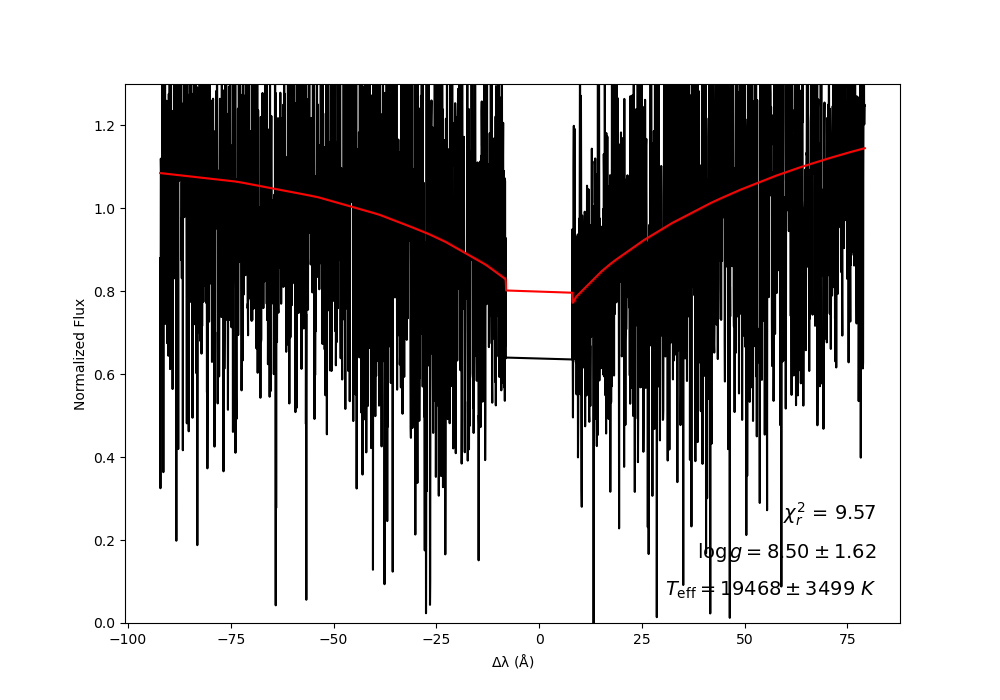 1.2
1.0
0.8
0.6
0.4
0.2
0.0
Normalized Flux
χ²ᵣ = 9.57
log g = 8.50 ± 1.62
T_eff = 19468 ± 3499 K
−100 −75 −50 −25 0 25 50 75
Δλ (Å)